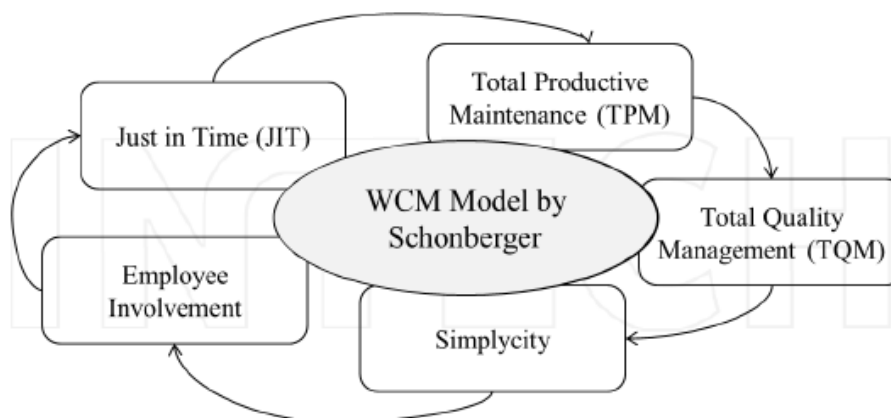 Total Productive
Maintenance (TPM)
Just in Time (JIT)
WCM Model by
Schonberger
Total Quality
Management (TQM)
Employee
Involvement
Simplycity
INTECH